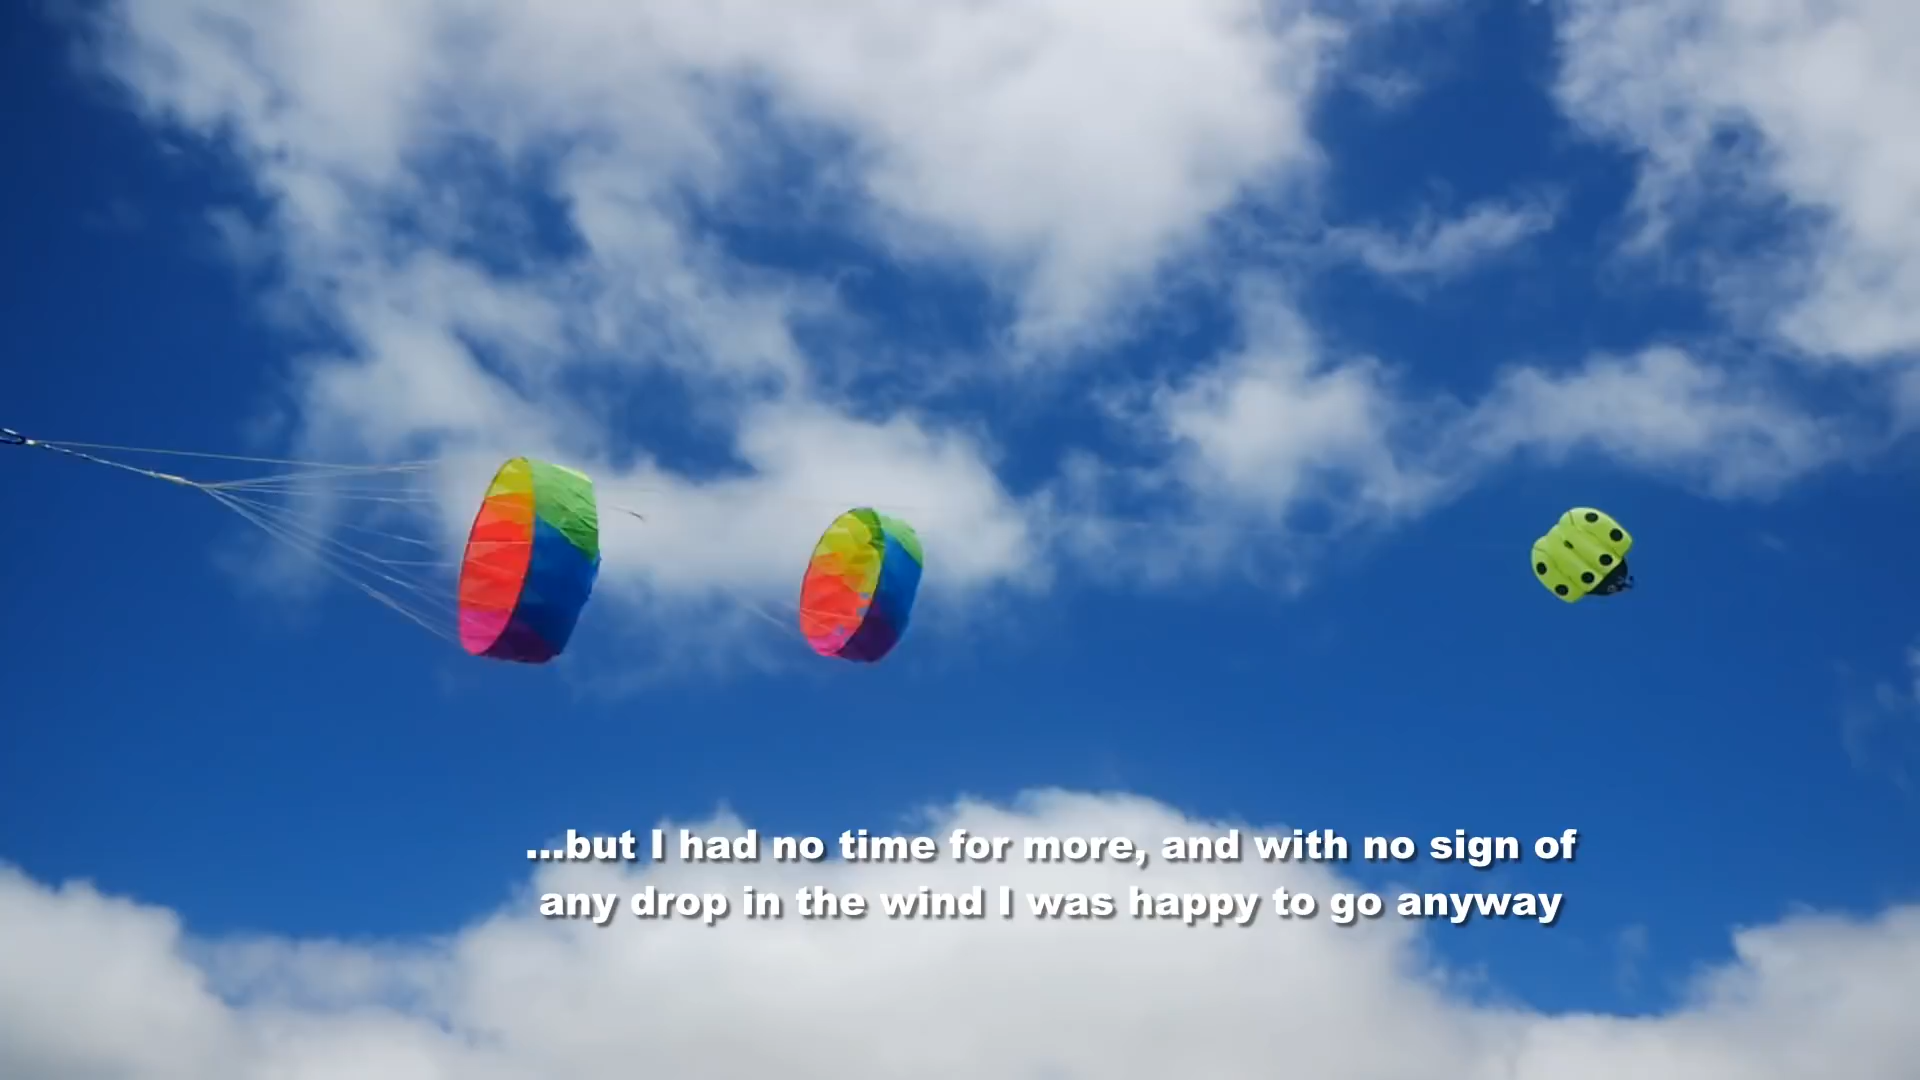 ...but I had no time for more, and with no sign of
any drop in the wind I was happy to go anyway